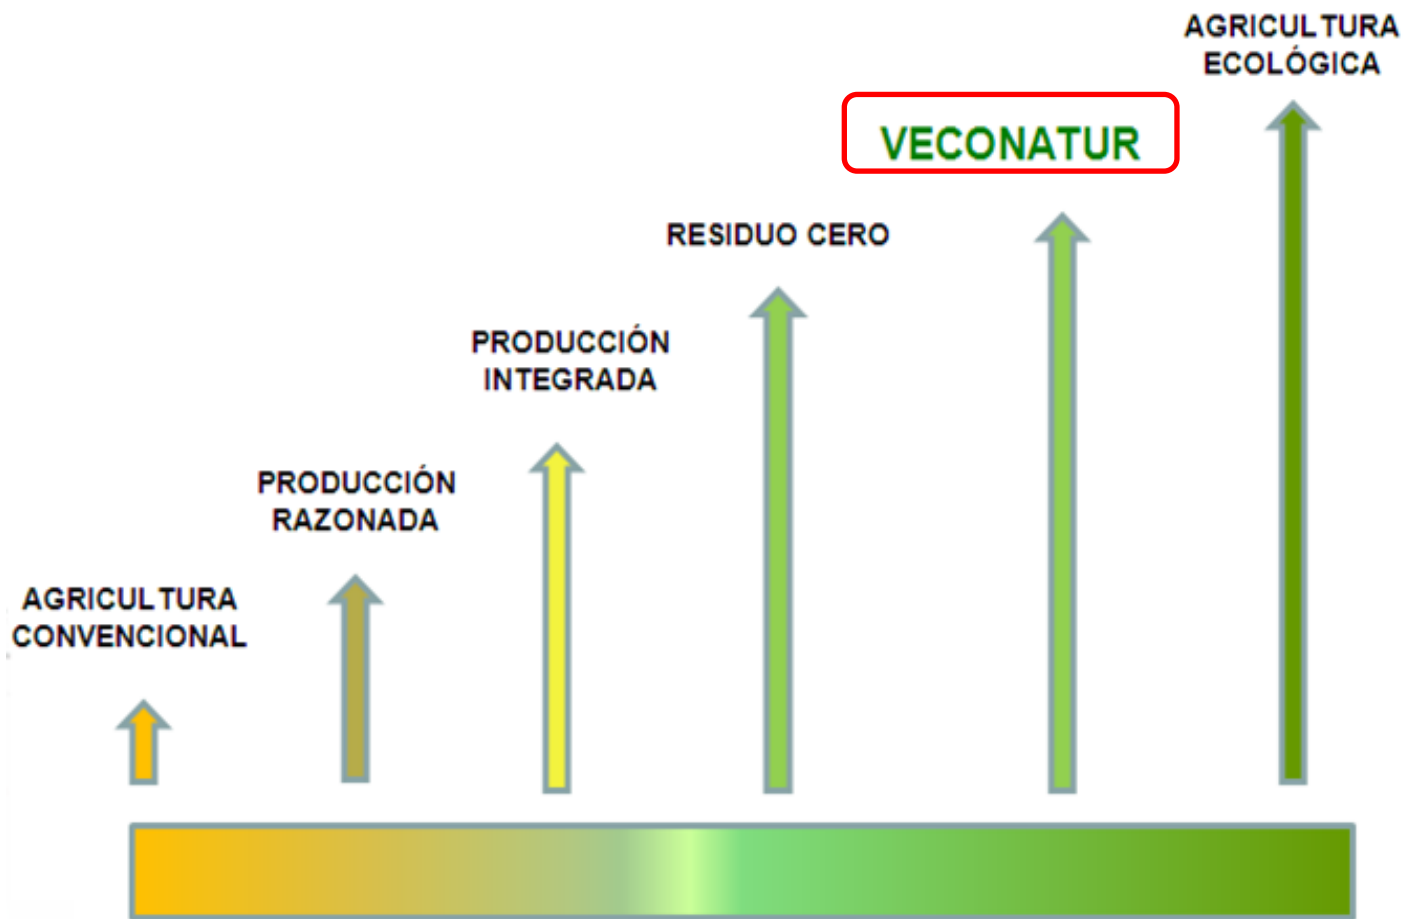 AGRICULTURA
ECOLÓGICA
VECONATUR
RESIDUO CERO
PRODUCCIÓN
INTEGRADA
PRODUCCIÓN
RAZONADA
AGRICULTURA
CONVENCIONAL